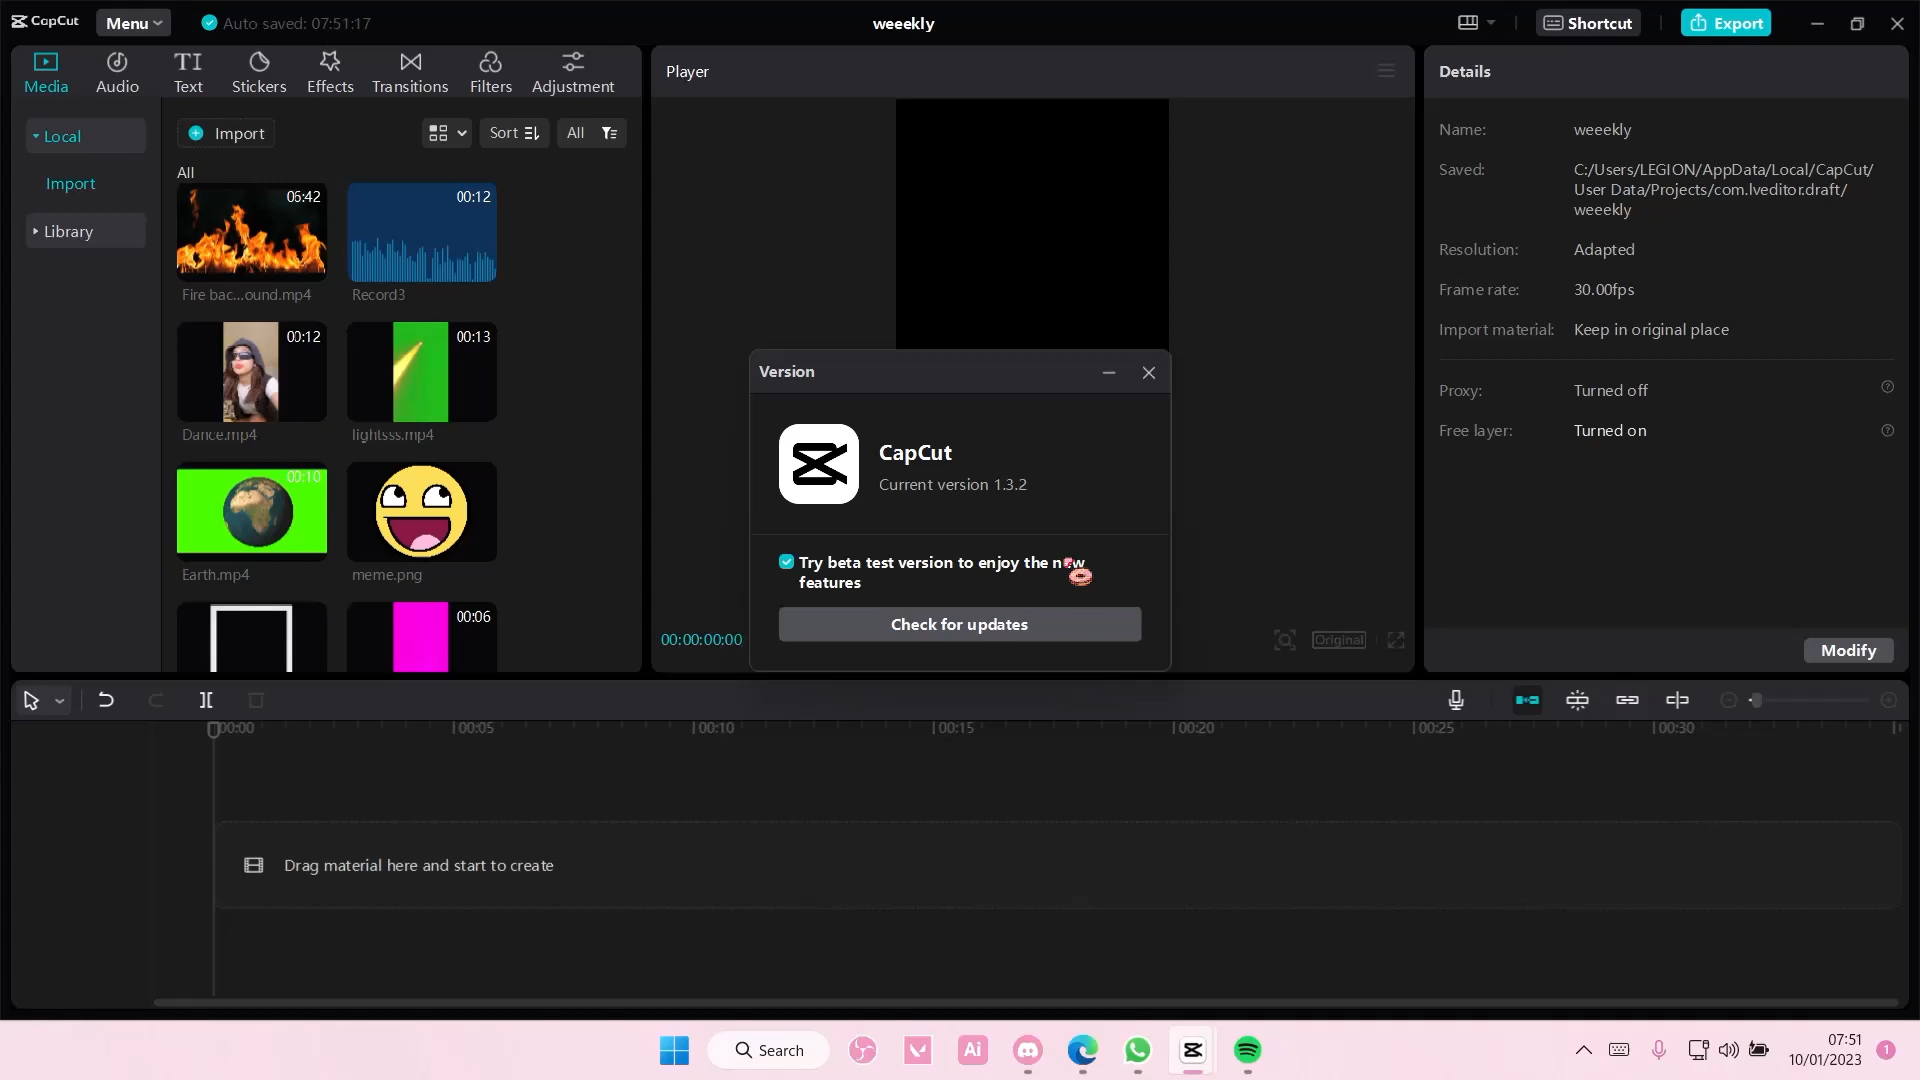 CapCut
Menu
Auto saved: 07:51:17
weeekly
Shortcut
Export
Media
Audio
TI
Text
Stickers
Effects
Transitions
Filters
Adjustment
Player
Details
Local
Import
Library
Import
Sort
All
All
06:42
Fire bac...ound.mp4
00:12
Record3
00:12
Dance.mp4
00:13
lightsss.mp4
00:10
Earth.mp4
meme.png
00:06
00:00:00:00
Original
Version
CapCut
Current version 1.3.2
Try beta test version to enjoy the new
features
Check for updates
Name:
weeekly
Saved:
C:/Users/LEGION/AppData/Local/CapCut/
User Data/Projects/com.lveditor.draft/
weeekly
Resolution:
Adapted
Frame rate:
30.00fps
Import material:
Keep in original place
Proxy:
Turned off
Free layer:
Turned on
Modify
00:00
00:05
00:10
00:15
00:20
00:25
00:30
Drag material here and start to create
Search
Ai
07:51
10/01/2023
1